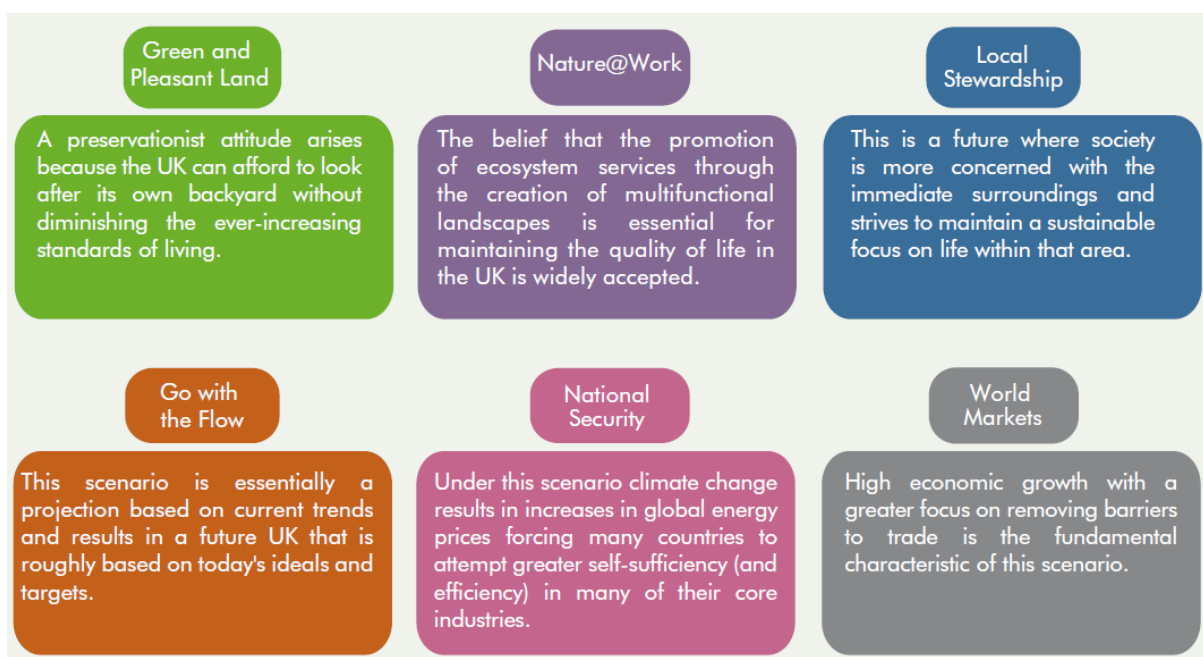 Green and
Pleasant Land
A preservationist attitude arises
because the UK can afford to look
after its own backyard without
diminishing the ever-increasing
standards of living.
Nature@Work
The belief that the promotion
of ecosystem services through
the creation of multifunctional
landscapes is essential for
maintaining the quality of life in
the UK is widely accepted.
Local
Stewardship
This is a future where society
is more concerned with the
immediate surroundings and
strives to maintain a sustainable
focus on life within that area.
Go with
the Flow
This scenario is essentially a
projection based on current trends
and results in a future UK that is
roughly based on today's ideals and
targets.
National
Security
Under this scenario climate change
results in increases in global energy
prices forcing many countries to
attempt greater self-sufficiency (and
efficiency) in many of their core
industries.
World
Markets
High economic growth with a
greater focus on removing barriers
to trade is the fundamental
characteristic of this scenario.